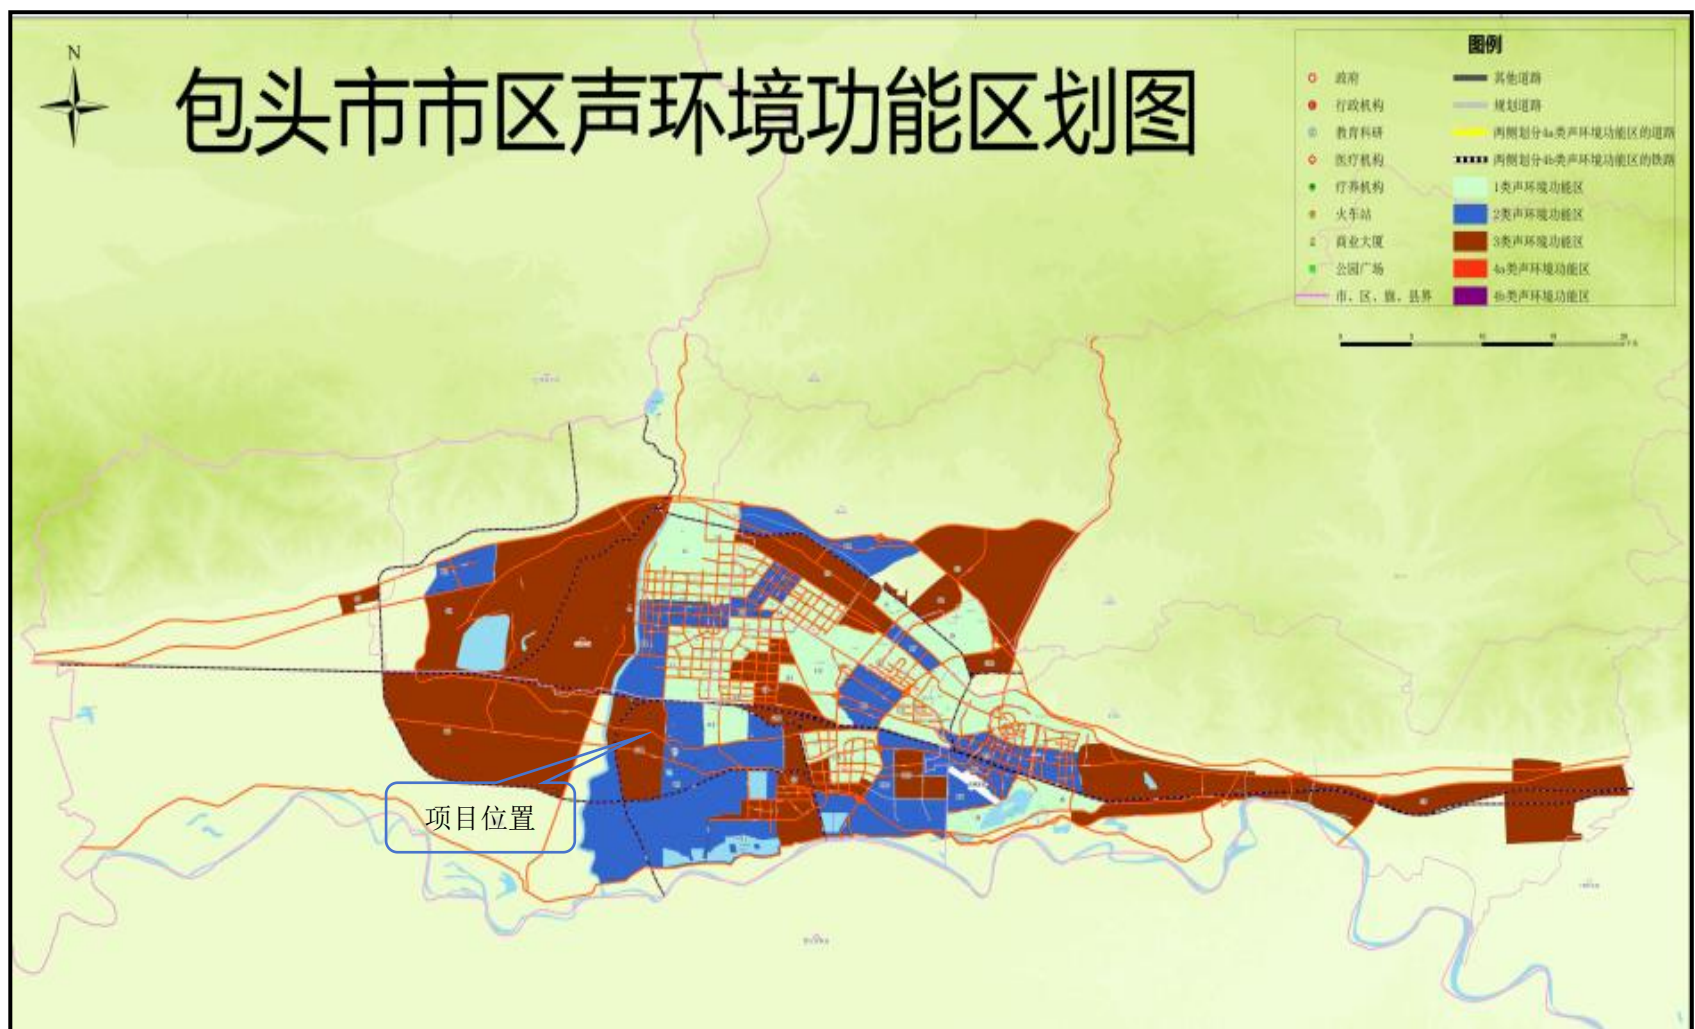 N
包头市市区声环境功能区划图
图例
政府
行政机构
教育科研
医疗机构
疗养机构
火车站
商业大厦
公园广场
市、区、旗、县界
其他道路
规划道路
两侧划分4a类声环境功能区的道路
两侧划分4b类声环境功能区的铁路
1类声环境功能区
2类声环境功能区
3类声环境功能区
4a类声环境功能区
4b类声环境功能区
项目位置